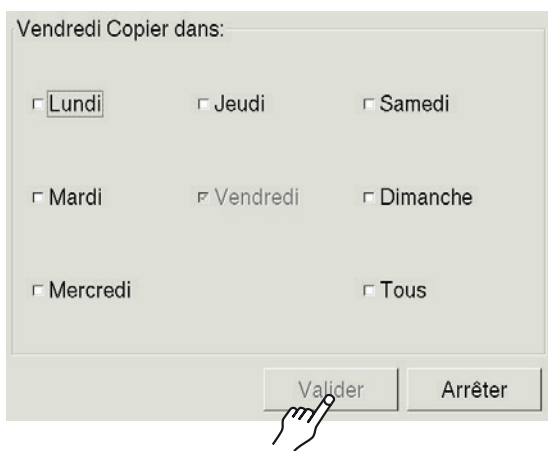 Vendredi Copier dans:
Lundi Jeudi Samedi
Mardi Vendredi Dimanche
Mercredi Tous
Valider Arrêter